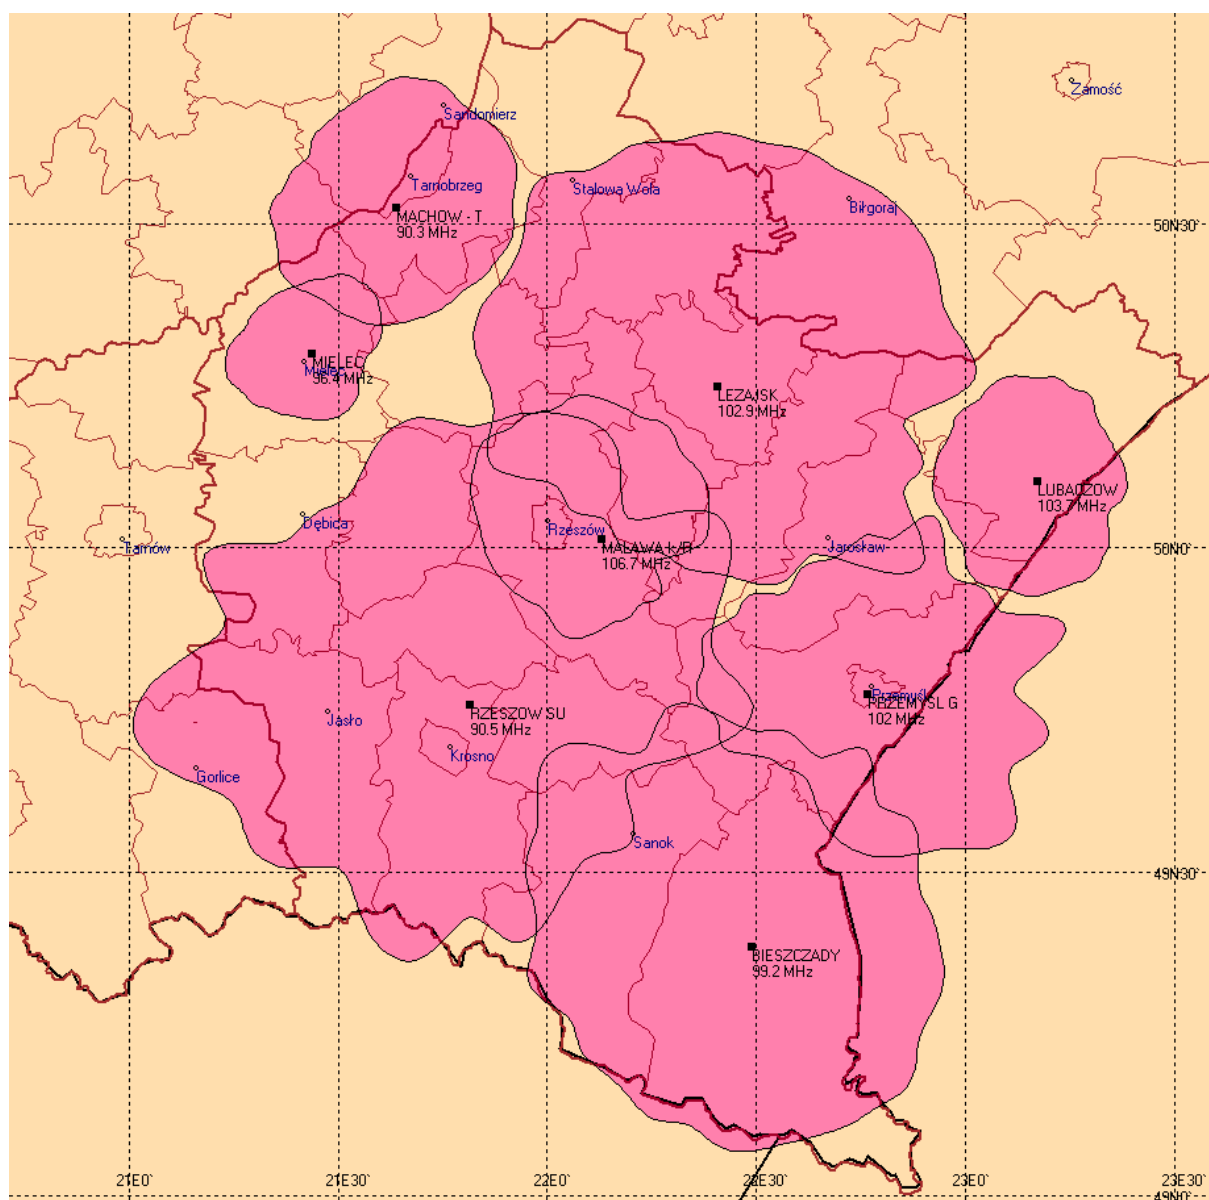 Zamość
Sandomierz
Tarnobrzeg
Stalowa Wola
Biłgoraj
MACHOW - T
90.3 MHz
50N30'
MIELEC
Mielec
96.4 MHz
LEZAJSK
102.9 MHz
LUBACZOW
103.7 MHz
Dębica
Rzeszów
Tarnów
MALAWA k/R
106.7 MHz
Jarosław
50N0'
Przemyśl
PRZEMYSL G
102 MHz
Jasło
RZESZOW SU
90.5 MHz
Krosno
Gorlice
Sanok
49N30'
BIESZCZADY
99.2 MHz
21E0'
21E30'
22E0'
22E30'
23E0'
23E30'
49N0'